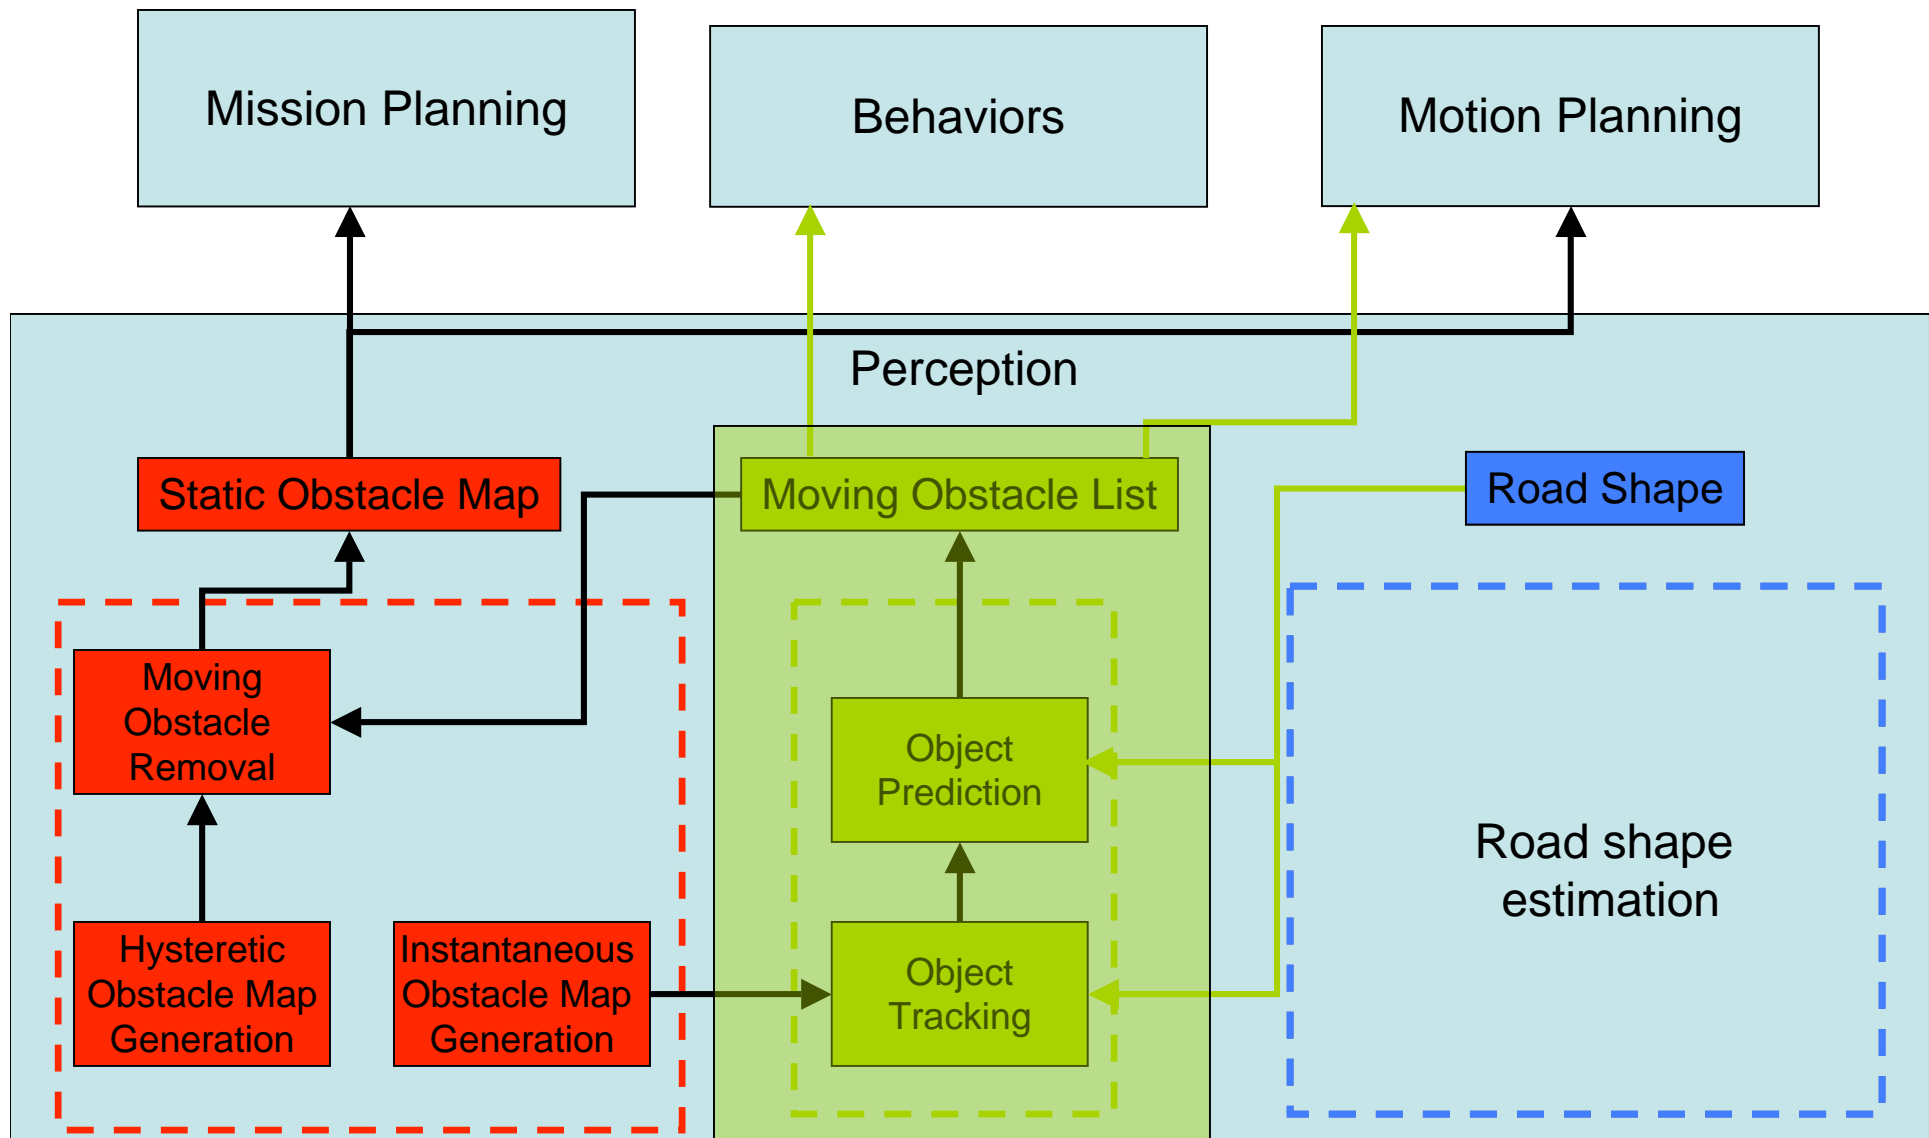 Mission Planning
Behaviors
Motion Planning
Perception
Static Obstacle Map
Moving Obstacle List
Road Shape
Moving
Obstacle
Removal
Object
Prediction
Road shape
estimation
Hysteretic
Obstacle Map
Generation
Instantaneous
Obstacle Map
Generation
Object
Tracking